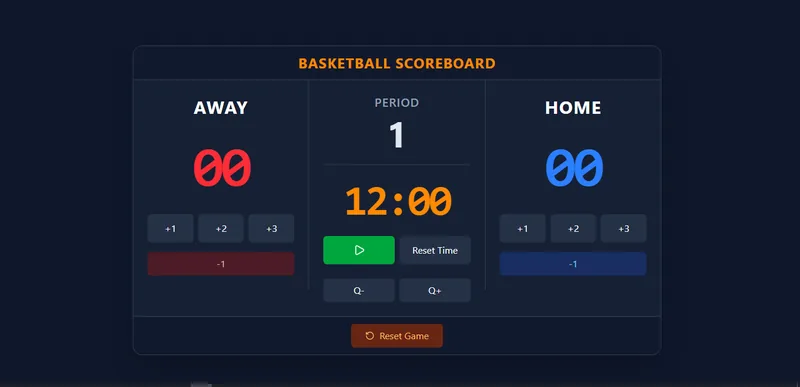 BASKETBALL SCOREBOARD
AWAY
00
+1 +2 +3
-1
PERIOD
1
12:00
Reset Time
Q- Q+
HOME
00
+1 +2 +3
-1
Reset Game